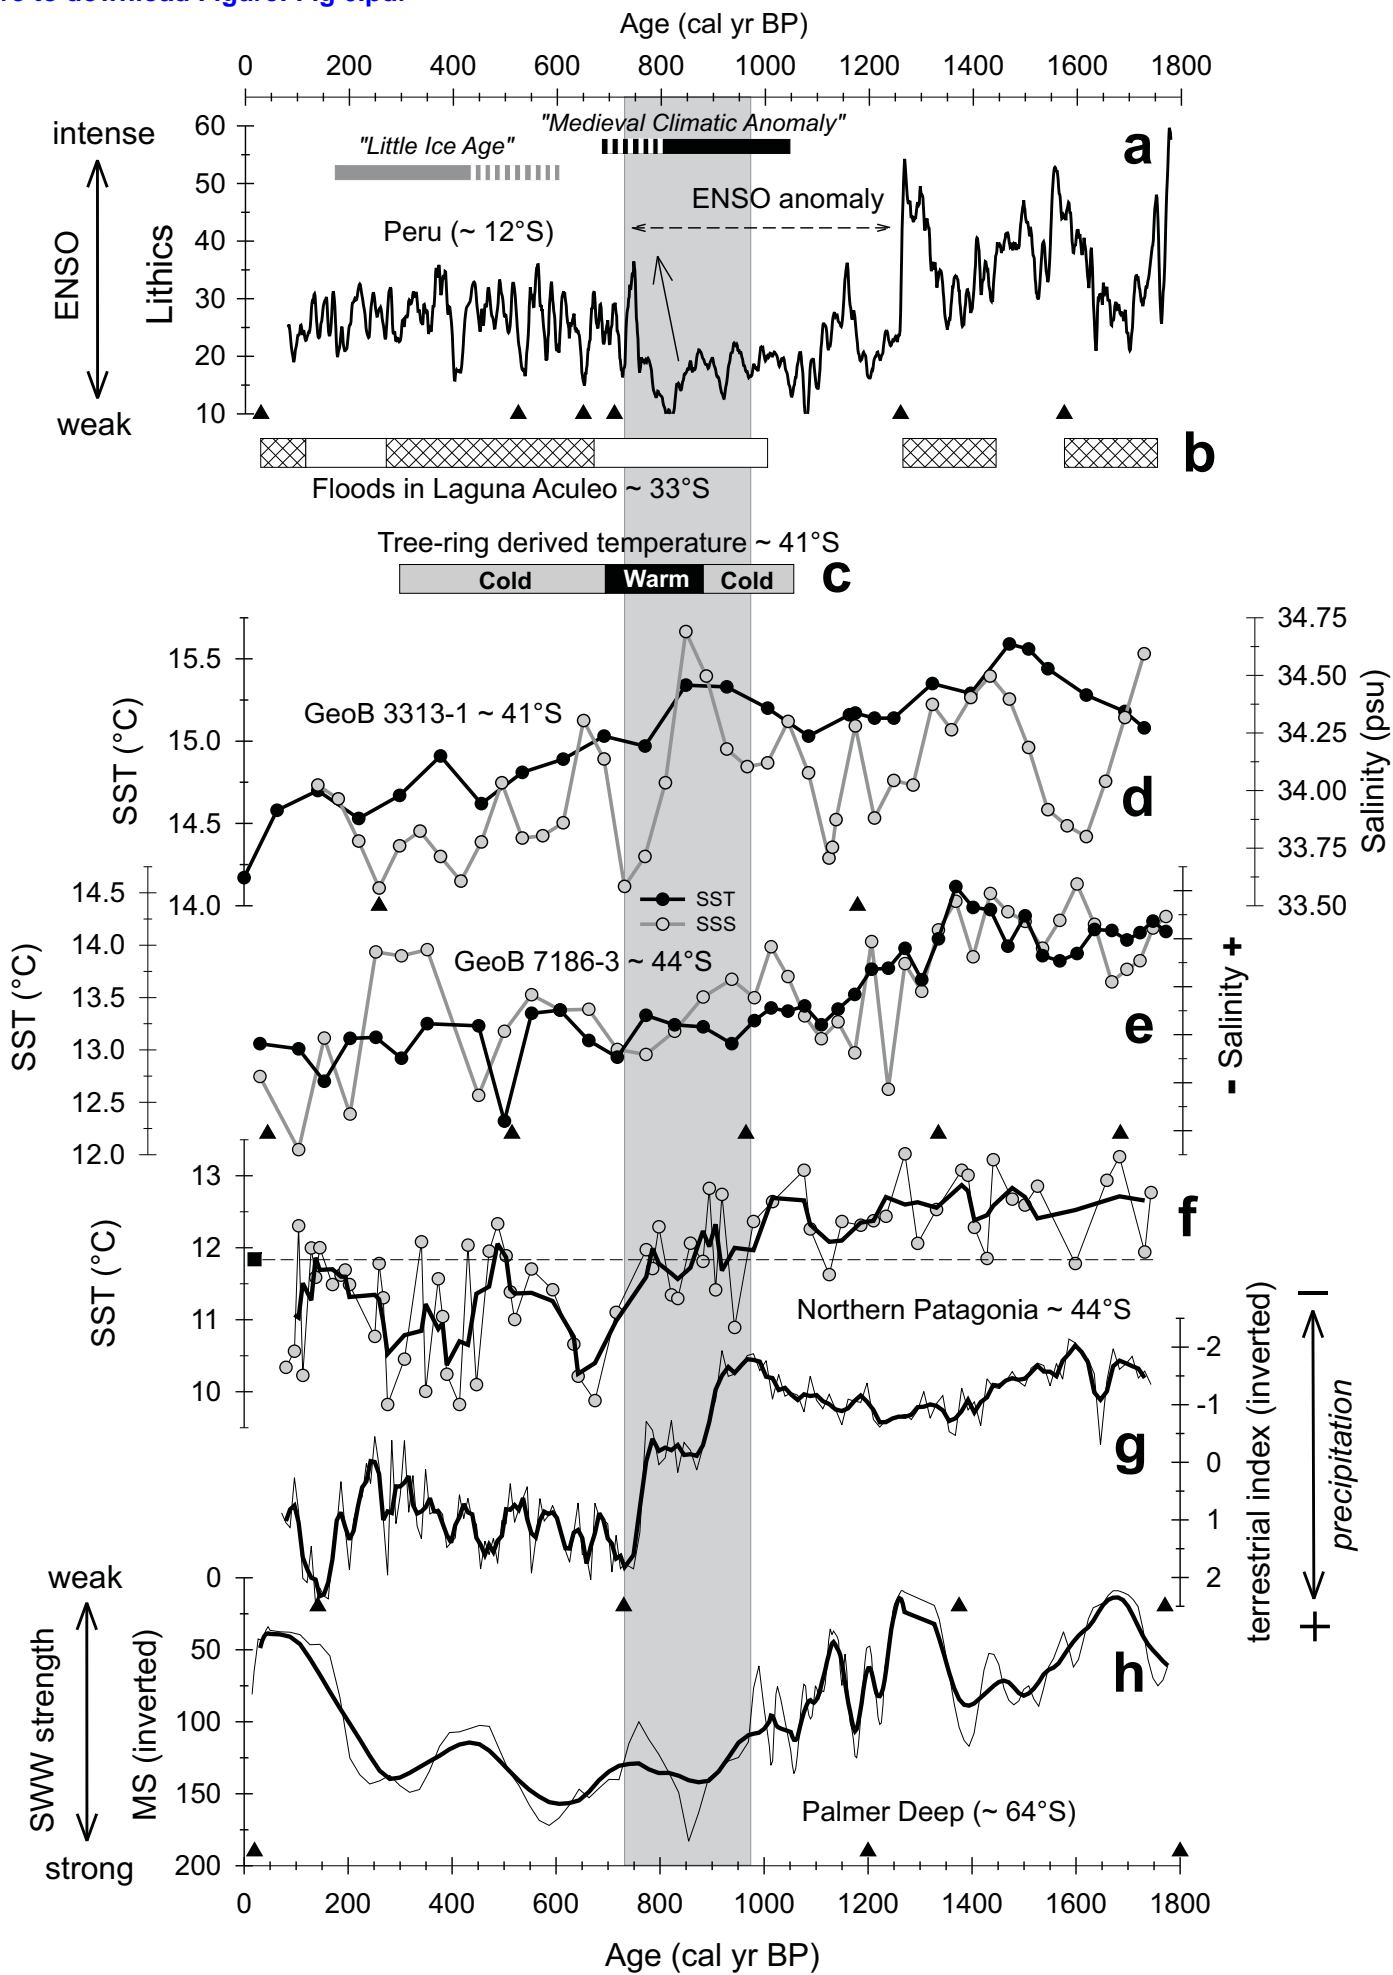 Age (cal yr BP)
0 200 400 600 800 1000 1200 1400 1600 1800
intense
ENSO
weak
Lithics
60
50
40
30
20
10
"Medieval Climatic Anomaly"
"Little Ice Age"
ENSO anomaly
Peru (~ 12°S)
a
b
Floods in Laguna Aculeo ~ 33°S
Tree-ring derived temperature ~ 41°S
Cold Warm Cold
c
SST (°C)
15.5
15.0
14.5
14.0
GeoB 3313-1 ~ 41°S
d
34.75
34.50
34.25
34.00
33.75
33.50
Salinity (psu)
SST
SSS
SST (°C)
14.5
14.0
13.5
13.0
12.5
12.0
GeoB 7186-3 ~ 44°S
e
- Salinity +
SST (°C)
13
12
11
10
f
Northern Patagonia ~ 44°S
-2
-1
0
1
2
g
terrestrial index (inverted)
precipitation
weak
SWW strength
strong
MS (inverted)
0
50
100
150
200
h
Palmer Deep (~ 64°S)
0 200 400 600 800 1000 1200 1400 1600 1800
Age (cal yr BP)